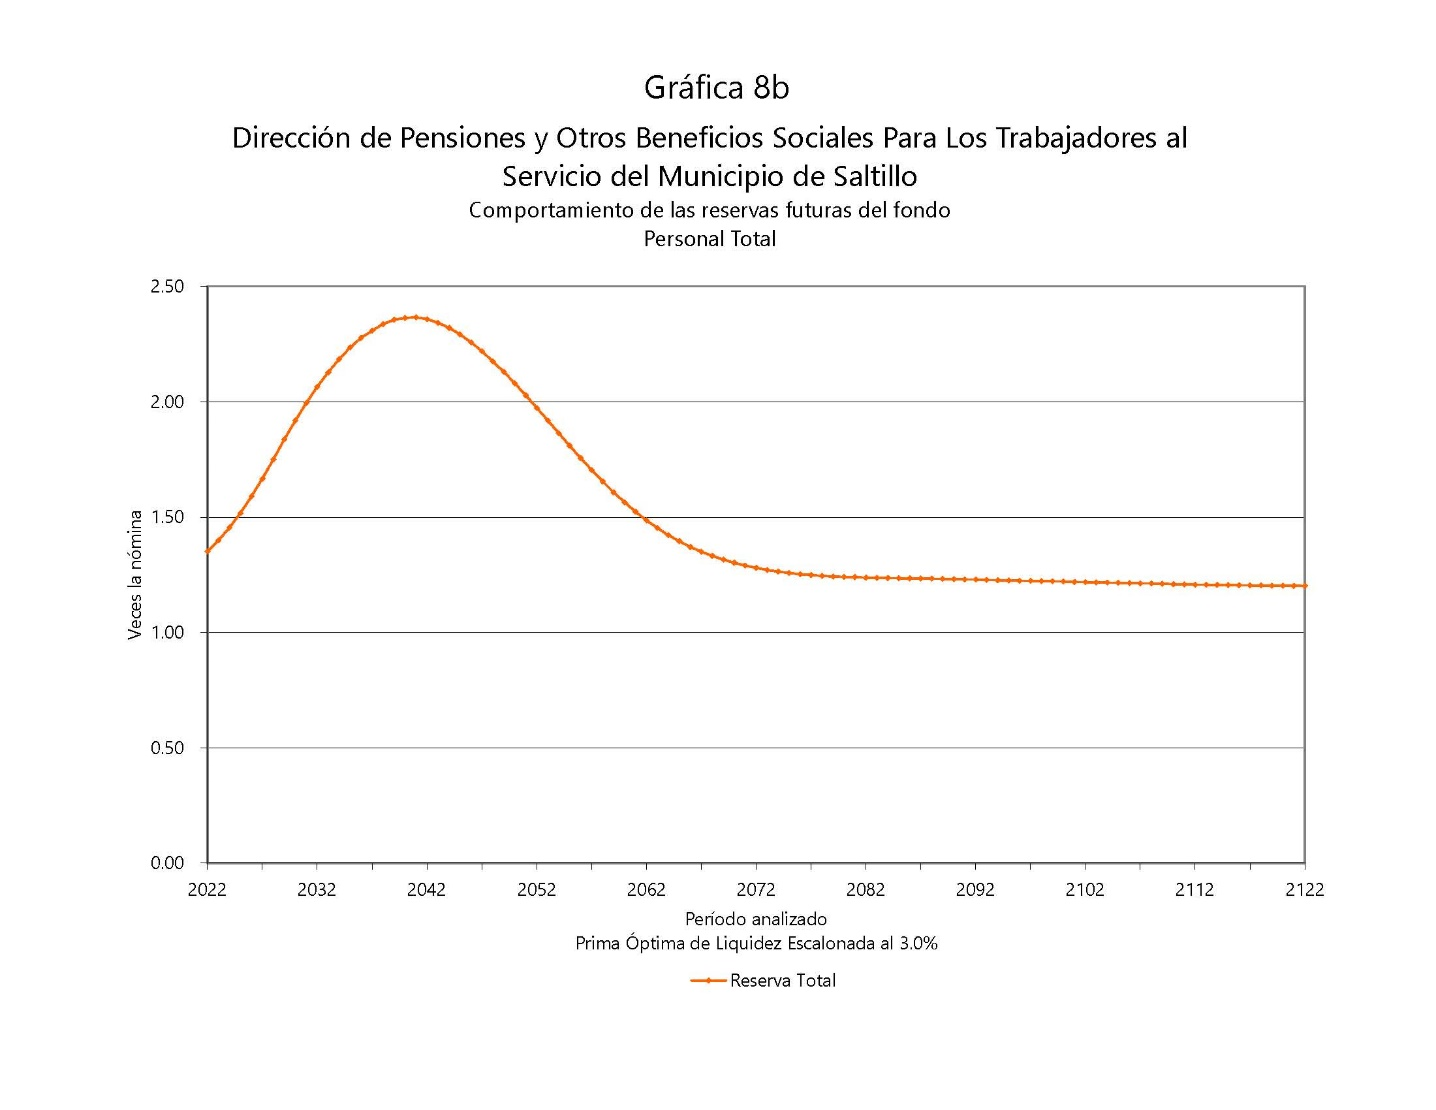 Gráfica 8b
Dirección de Pensiones y Otros Beneficios Sociales Para Los Trabajadores al
Servicio del Municipio de Saltillo
Comportamiento de las reservas futuras del fondo
Personal Total
2.50
2.00
1.50
1.00
0.50
0.00
Veces la nómina
2022 2032 2042 2052 2062 2072 2082 2092 2102 2112 2122
Período analizado
Prima Óptima de Liquidez Escalonada al 3.0%
Reserva Total